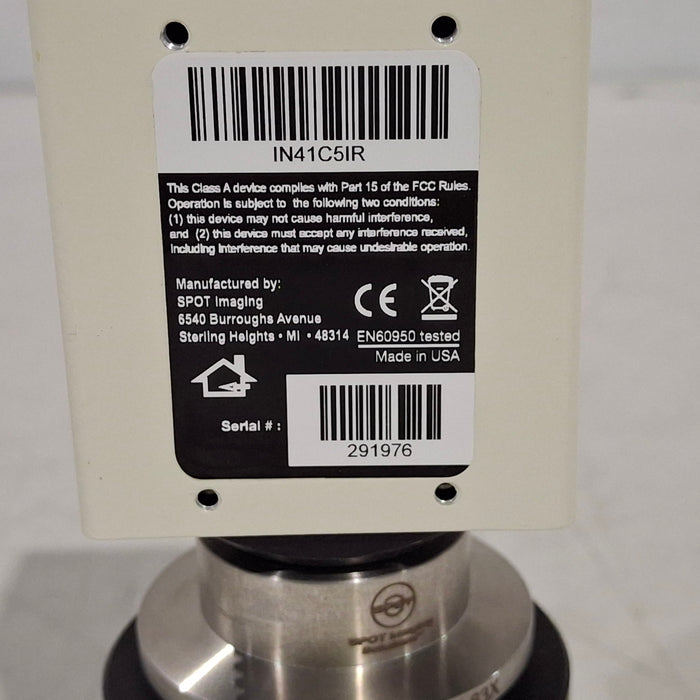 IN41C5IR
This Class A device complies with Part 15 of the FCC Rules.
Operation is subject to the following two conditions:
(1) this device may not cause harmful interference,
and (2) this device must accept any interference received,
including interference that may cause undesirable operation.
Manufactured by:
SPOT Imaging
6540 Burroughs Avenue
Sterling Heights • MI • 48314
CE
EN60950 tested
Made in USA
Serial # :
291976
SPOT
SPOT IMAGING